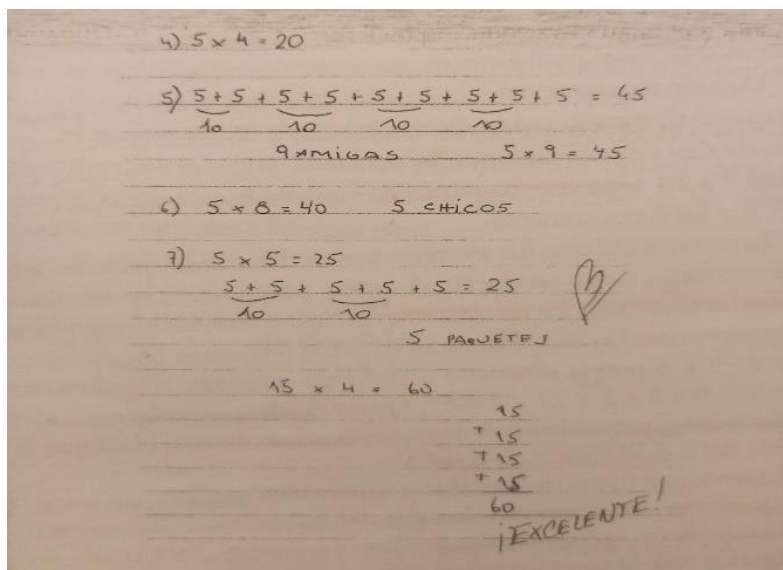 4) 5 x 4 = 20
5) 5 + 5 + 5 + 5 + 5 + 5 + 5 + 5 + 5 = 45
10 10 10 10
9 AMIGAS 5 x 9 = 45
6) 5 x 8 = 40 5 CHICOS
7) 5 x 5 = 25
5 + 5 + 5 + 5 + 5 = 25
10 10
5 PAQUETES
15 x 4 = 60
15
+ 15
+ 15
+ 15
60
¡EXCELENTE!